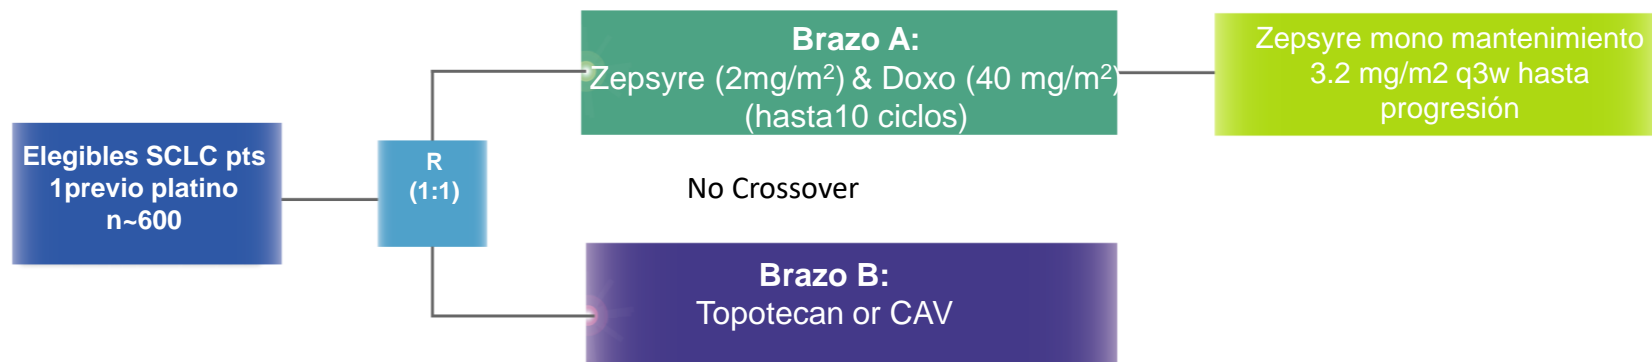 Elegibles SCLC pts
1previo platino
n~600
R
(1:1)
Brazo A:
Zepsyre (2mg/m²) & Doxo (40 mg/m²)
(hasta10 ciclos)
Zepsyre mono mantenimiento
3.2 mg/m2 q3w hasta
progresión
No Crossover
Brazo B:
Topotecan or CAV